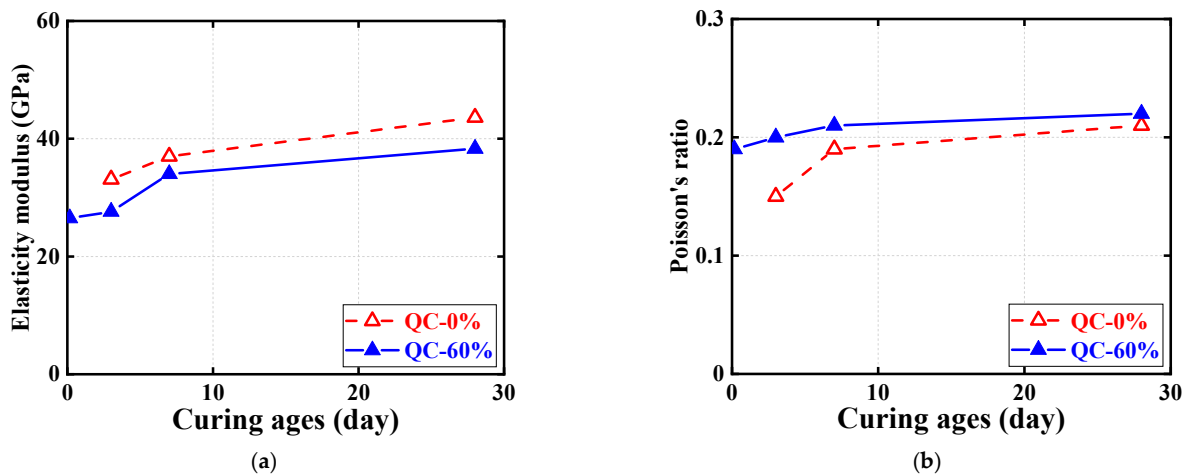 Elasticity modulus (GPa)
60
40
20
0
0 10 20 30
QC-0%
QC-60%
Curing ages (day)
(a)
Poisson's ratio
0.3
0.2
0.1
0
0 10 20 30
QC-0%
QC-60%
Curing ages (day)
(b)